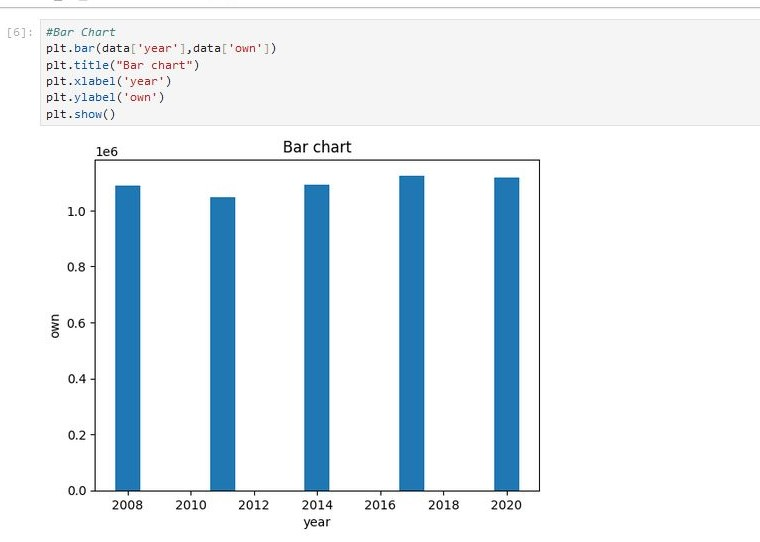 [6]:
#Bar Chart
plt.bar(data['year'],data['own'])
plt.title("Bar chart")
plt.xlabel('year')
plt.ylabel('own')
plt.show()
Bar chart
1e6
1.0
0.8
0.6
0.4
0.2
0.0
own
2008 2010 2012 2014 2016 2018 2020
year